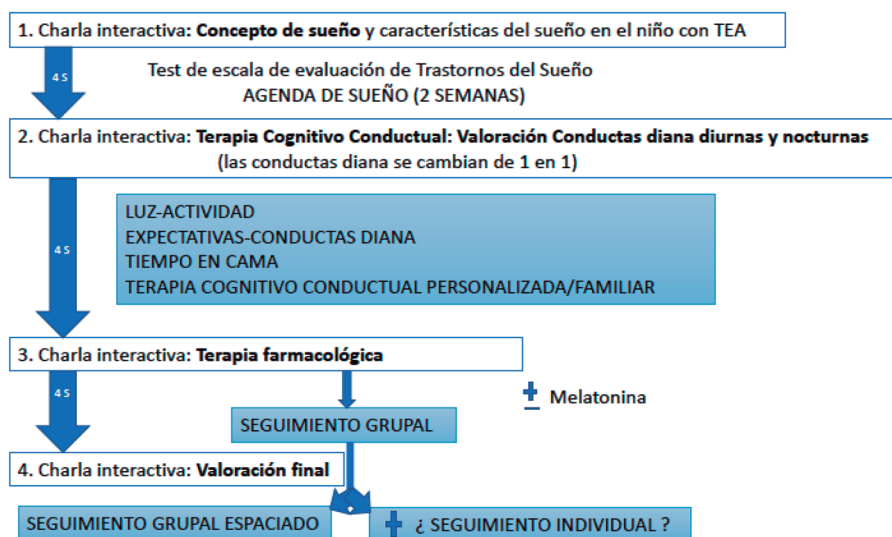 1. Charla interactiva: Concepto de sueño y características del sueño en el niño con TEA
4 S
Test de escala de evaluación de Trastornos del Sueño
AGENDA DE SUEÑO (2 SEMANAS)
2. Charla interactiva: Terapia Cognitivo Conductual: Valoración Conductas diana diurnas y nocturnas
(las conductas diana se cambian de 1 en 1)
4 S
LUZ-ACTIVIDAD
EXPECTATIVAS-CONDUCTAS DIANA
TIEMPO EN CAMA
TERAPIA COGNITIVO CONDUCTUAL PERSONALIZADA/FAMILIAR
3. Charla interactiva: Terapia farmacológica
4 S
± Melatonina
SEGUIMIENTO GRUPAL
4. Charla interactiva: Valoración final
SEGUIMIENTO GRUPAL ESPACIADO
+ ¿ SEGUIMIENTO INDIVIDUAL ?